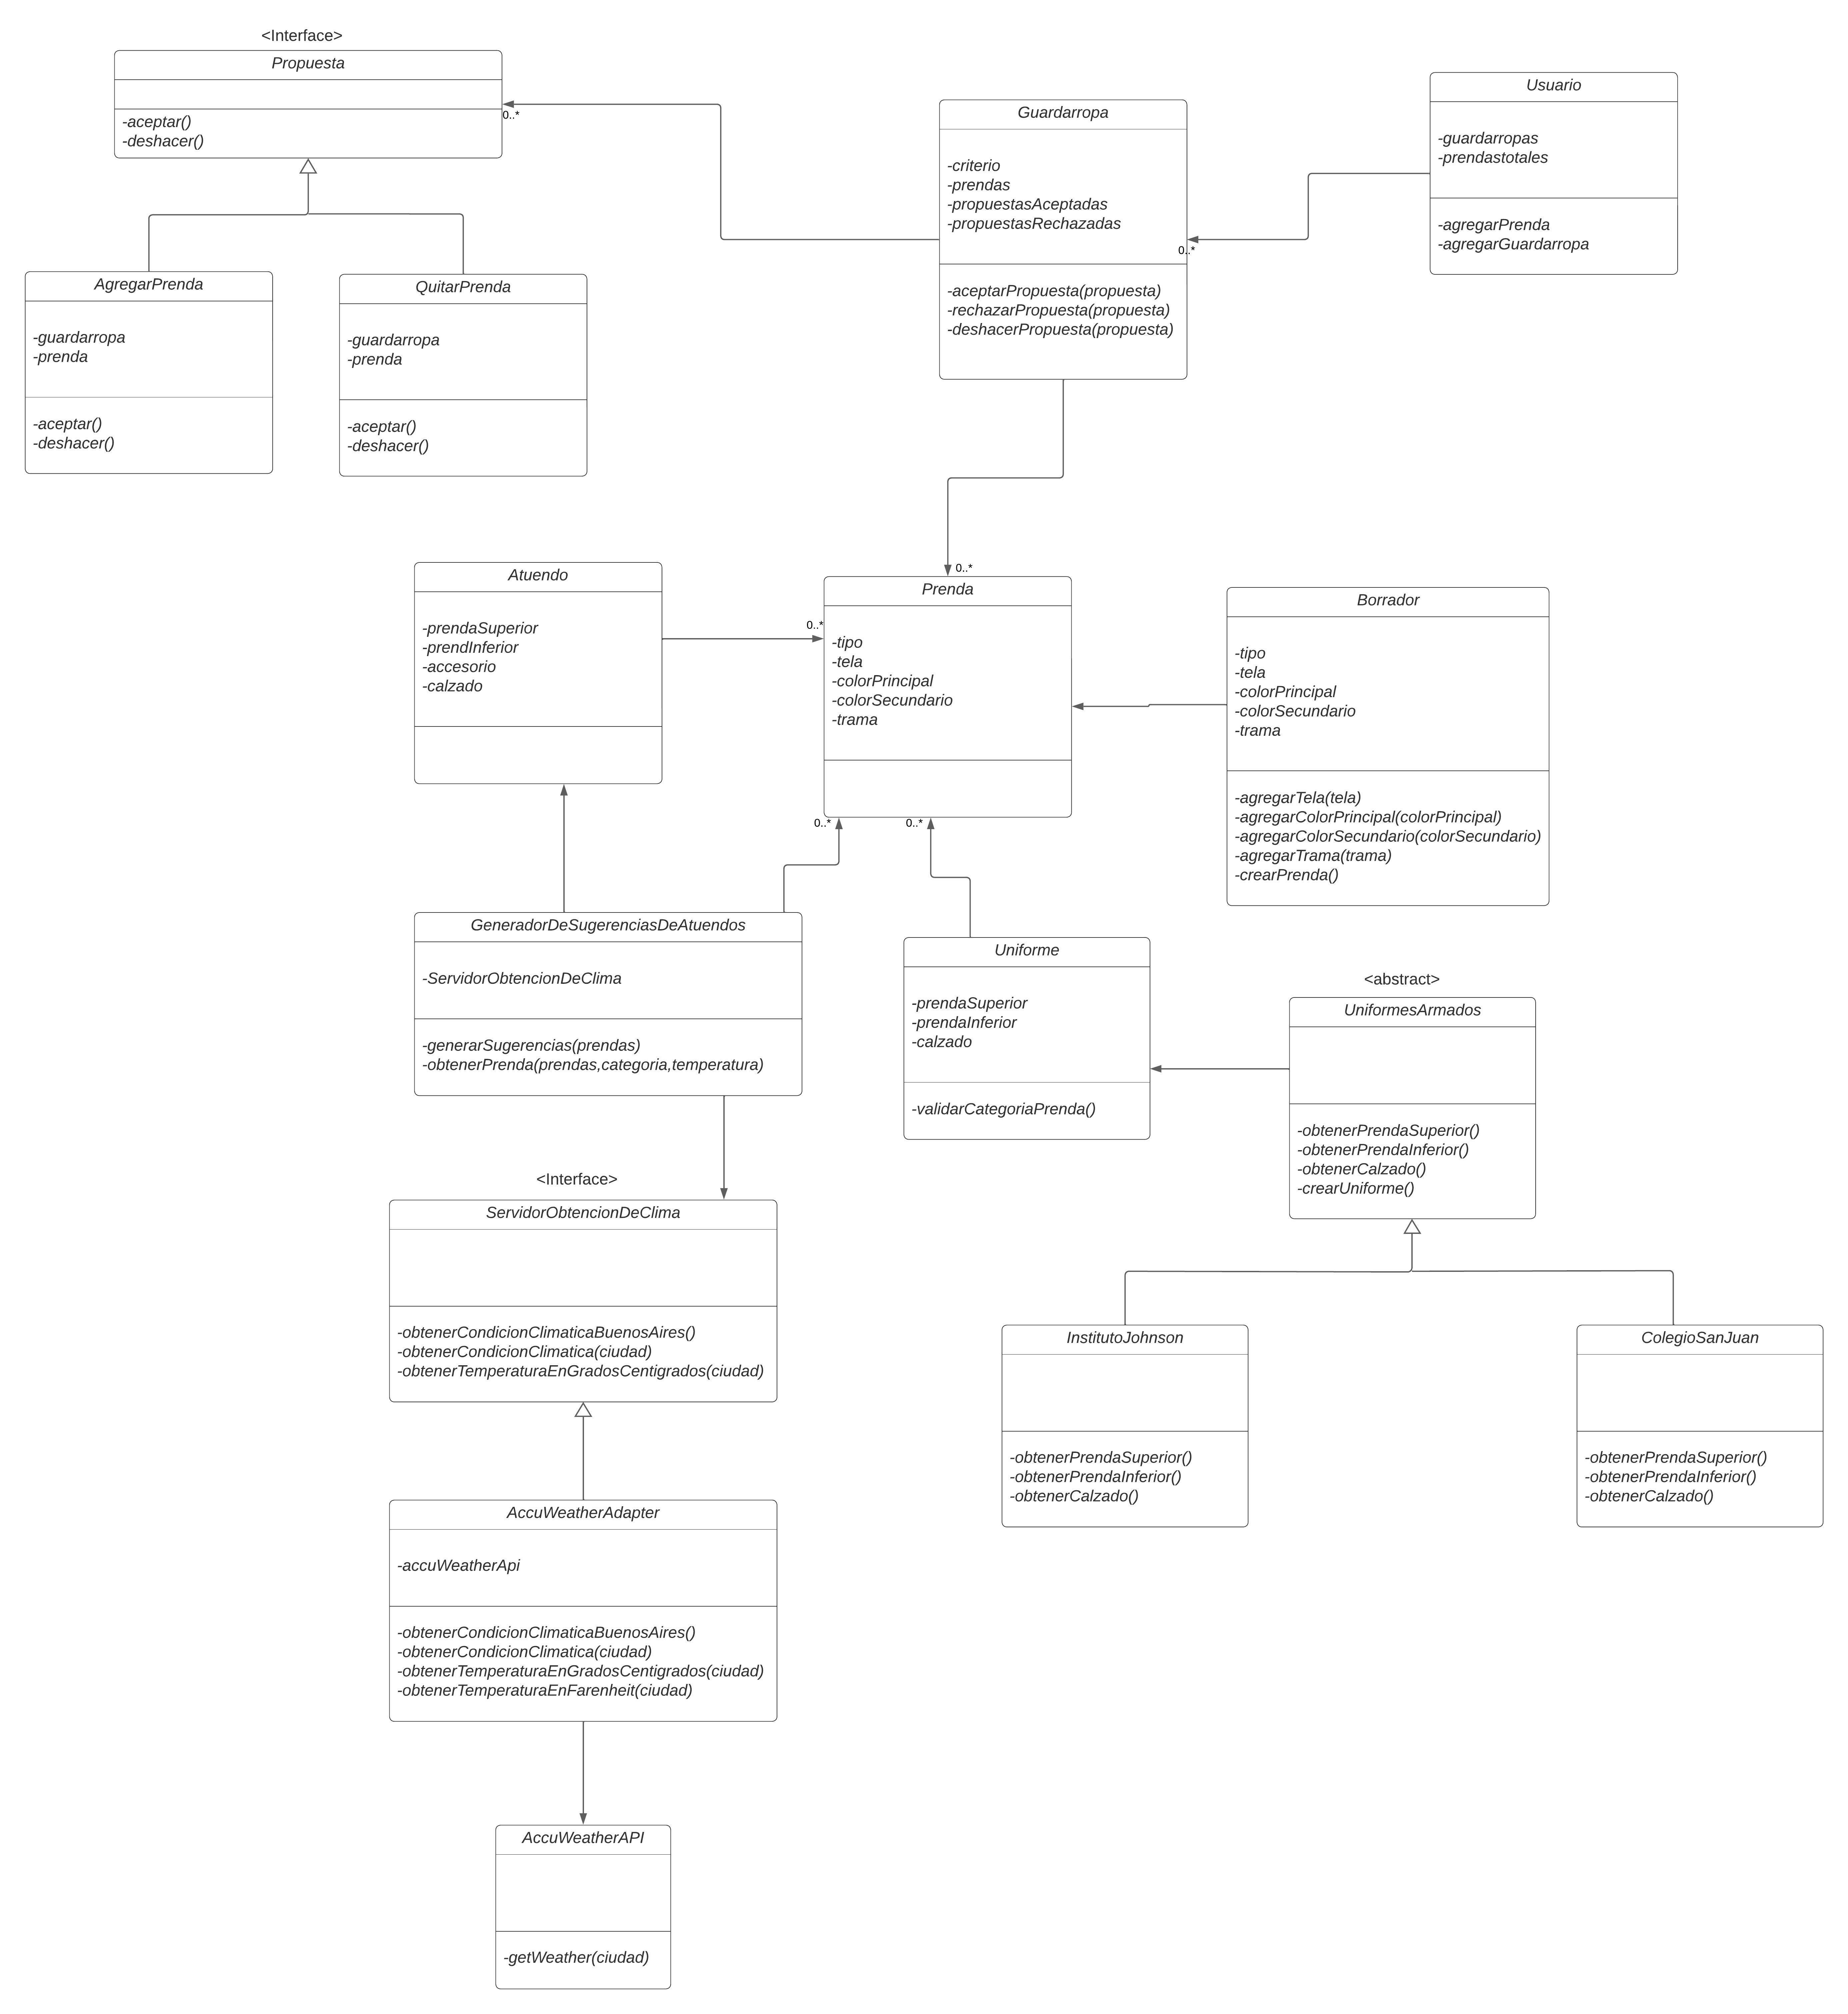 <Interface>
Propuesta
-aceptar()
-deshacer()
0..*
AgregarPrenda
-guardarropa
-prenda
-aceptar()
-deshacer()
QuitarPrenda
-guardarropa
-prenda
-aceptar()
-deshacer()
Guardarropa
-criterio
-prendas
-propuestasAceptadas
-propuestasRechazadas
-aceptarPropuesta(propuesta)
-rechazarPropuesta(propuesta)
-deshacerPropuesta(propuesta)
0..*
Usuario
-guardarropas
-prendastotales
-agregarPrenda
-agregarGuardarropa
Atuendo
-prendaSuperior
-prendInferior
-accesorio
-calzado
0..*
0..*
Prenda
-tipo
-tela
-colorPrincipal
-colorSecundario
-trama
0..*
0..*
Borrador
-tipo
-tela
-colorPrincipal
-colorSecundario
-trama
-agregarTela(tela)
-agregarColorPrincipal(colorPrincipal)
-agregarColorSecundario(colorSecundario)
-agregarTrama(trama)
-crearPrenda()
GeneradorDeSugerenciasDeAtuendos
-ServidorObtencionDeClima
-generarSugerencias(prendas)
-obtenerPrenda(prendas,categoria,temperatura)
Uniforme
-prendaSuperior
-prendaInferior
-calzado
-validarCategoriaPrenda()
<abstract>
UniformesArmados
-obtenerPrendaSuperior()
-obtenerPrendaInferior()
-obtenerCalzado()
-crearUniforme()
<Interface>
ServidorObtencionDeClima
-obtenerCondicionClimaticaBuenosAires()
-obtenerCondicionClimatica(ciudad)
-obtenerTemperaturaEnGradosCentigrados(ciudad)
InstitutoJohnson
-obtenerPrendaSuperior()
-obtenerPrendaInferior()
-obtenerCalzado()
ColegioSanJuan
-obtenerPrendaSuperior()
-obtenerPrendaInferior()
-obtenerCalzado()
AccuWeatherAdapter
-accuWeatherApi
-obtenerCondicionClimaticaBuenosAires()
-obtenerCondicionClimatica(ciudad)
-obtenerTemperaturaEnGradosCentigrados(ciudad)
-obtenerTemperaturaEnFarenheit(ciudad)
AccuWeatherAPI
-getWeather(ciudad)